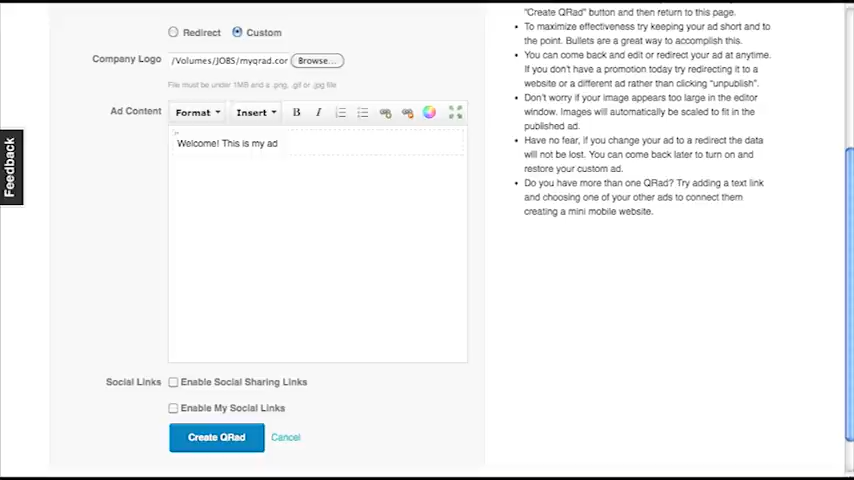 Redirect Custom
Company Logo /Volumes/JOBS/myqrad.cor Browse...
File must be under 1MB and a .png, .gif or .jpg file
Ad Content Format Insert B I
Welcome! This is my ad
Social Links Enable Social Sharing Links
Enable My Social Links
Create QRad Cancel
Feedback
"Create QRad" button and then return to this page.
To maximize effectiveness try keeping your ad short and to
the point. Bullets are a great way to accomplish this.
You can come back and edit or redirect your ad at anytime.
If you don't have a promotion today try redirecting it to a
website or a different ad rather than clicking "unpublish".
Don't worry if your image appears too large in the editor
window. Images will automatically be scaled to fit in the
published ad.
Have no fear, if you change your ad to a redirect the data
will not be lost. You can come back later to turn on and
restore your custom ad.
Do you have more than one QRad? Try adding a text link
and choosing one of your other ads to connect them
creating a mini mobile website.